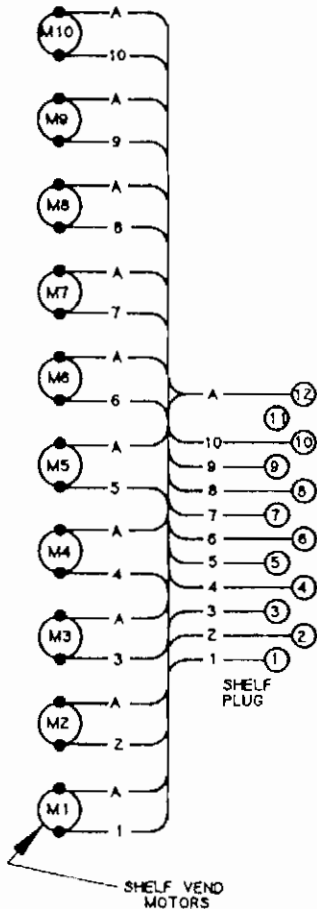 A
M10
10
A
M9
9
A
M8
8
A
M7
7
A
M6
6
A 12
11
A
10 10
M5
9 9
5
8 8
7 7
A
6 6
M4
5 5
4
4 4
A
3 3
M3
2 2
3
1 1
SHELF
PLUG
A
M2
2
A
M1
1
SHELF VEND
MOTORS